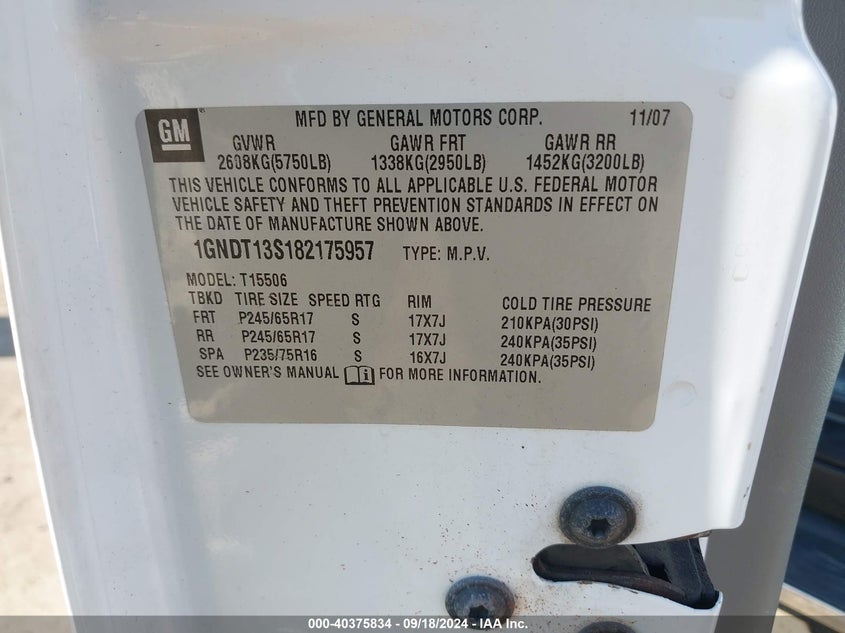 GM
MFD BY GENERAL MOTORS CORP. 11/07
GVWR GAWR FRT GAWR RR
2608KG(5750LB) 1338KG(2950LB) 1452KG(3200LB)
THIS VEHICLE CONFORMS TO ALL APPLICABLE U.S. FEDERAL MOTOR
VEHICLE SAFETY AND THEFT PREVENTION STANDARDS IN EFFECT ON
THE DATE OF MANUFACTURE SHOWN ABOVE.
1GNDT13S182175957 TYPE: M.P.V.
MODEL: T15506
TBKD TIRE SIZE SPEED RTG RIM COLD TIRE PRESSURE
FRT P245/65R17 S 17X7J 210KPA(30PSI)
RR P245/65R17 S 17X7J 240KPA(35PSI)
SPA P235/75R16 S 16X7J 240KPA(35PSI)
SEE OWNER'S MANUAL FOR MORE INFORMATION.
000-40375834 - 09/18/2024 - IAA Inc.